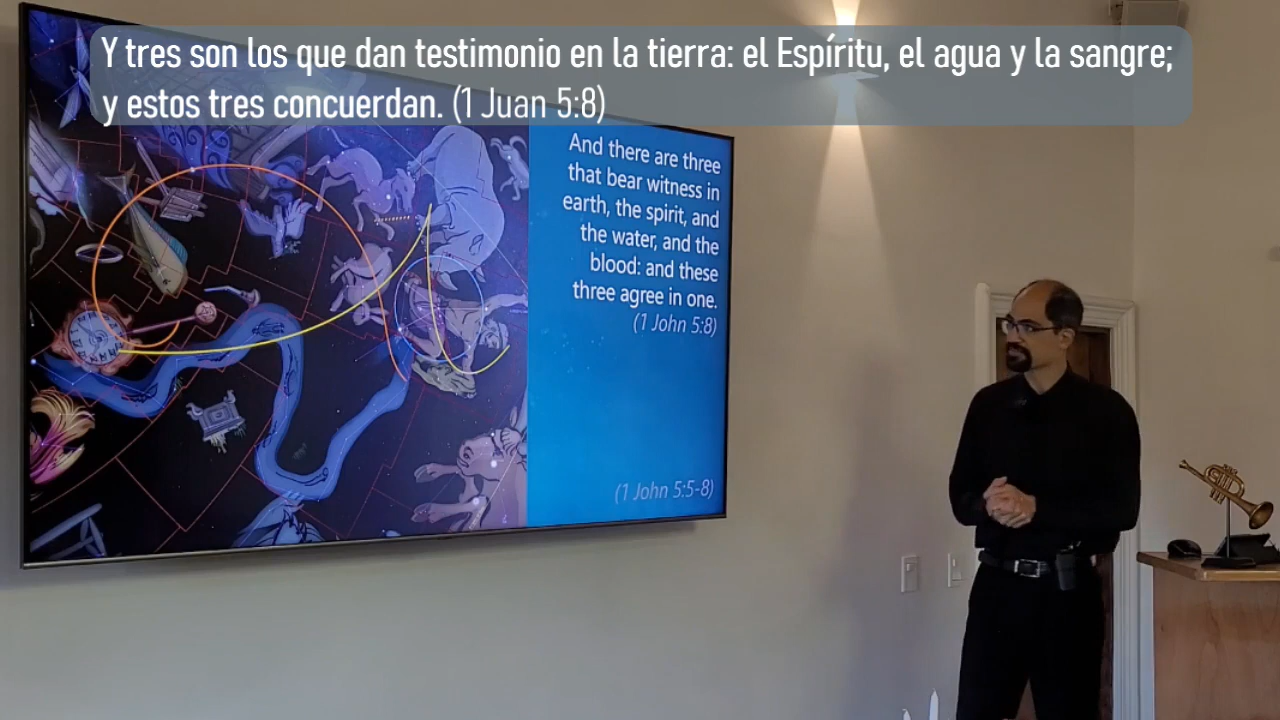 Y tres son los que dan testimonio en la tierra: el Espíritu, el agua y la sangre;
y estos tres concuerdan. (1 Juan 5:8)
And there are three
that bear witness in
earth, the spirit, and
the water, and the
blood: and these
three agree in one.
(1 John 5:8)
(1 John 5:5-8)